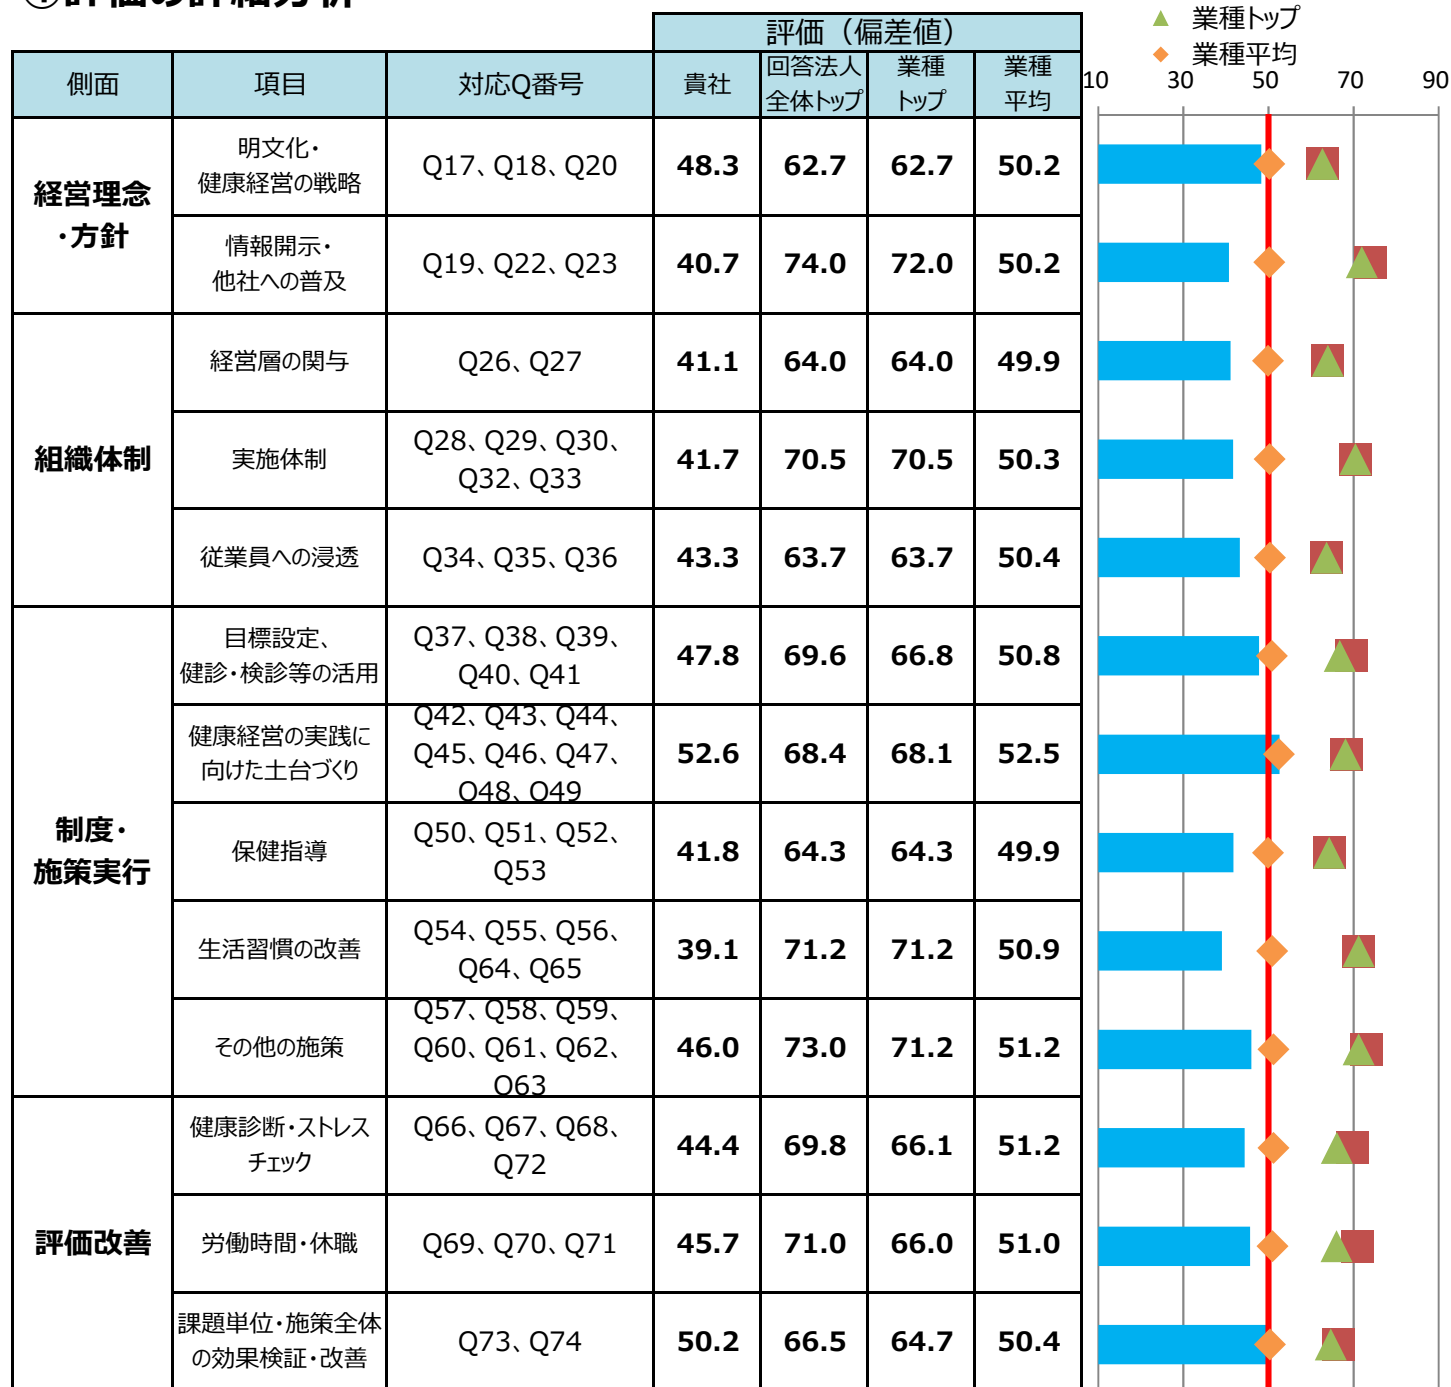 ①評価の詳細分析
▲ 業種トップ
◆ 業種平均
評価（偏差値）
側面 項目 対応Q番号 貴社 回答法人 業種 業種
全体トップ トップ 平均
10 30 50 70 90
経営理念
・方針
明文化・
健康経営の戦略
Q17、Q18、Q20
48.3 62.7 62.7 50.2
情報開示・
他社への普及
Q19、Q22、Q23
40.7 74.0 72.0 50.2
組織体制
経営層の関与
Q26、Q27
41.1 64.0 64.0 49.9
実施体制
Q28、Q29、Q30、
Q32、Q33
41.7 70.5 70.5 50.3
従業員への浸透
Q34、Q35、Q36
43.3 63.7 63.7 50.4
制度・
施策実行
目標設定、
健診・検診等の活用
Q37、Q38、Q39、
Q40、Q41
47.8 69.6 66.8 50.8
健康経営の実践に
向けた土台づくり
Q42、Q43、Q44、
Q45、Q46、Q47、
Q48、Q49
52.6 68.4 68.1 52.5
保健指導
Q50、Q51、Q52、
Q53
41.8 64.3 64.3 49.9
生活習慣の改善
Q54、Q55、Q56、
Q64、Q65
39.1 71.2 71.2 50.9
その他の施策
Q57、Q58、Q59、
Q60、Q61、Q62、
Q63
46.0 73.0 71.2 51.2
評価改善
健康診断・ストレス
チェック
Q66、Q67、Q68、
Q72
44.4 69.8 66.1 51.2
労働時間・休職
Q69、Q70、Q71
45.7 71.0 66.0 51.0
課題単位・施策全体
の効果検証・改善
Q73、Q74
50.2 66.5 64.7 50.4